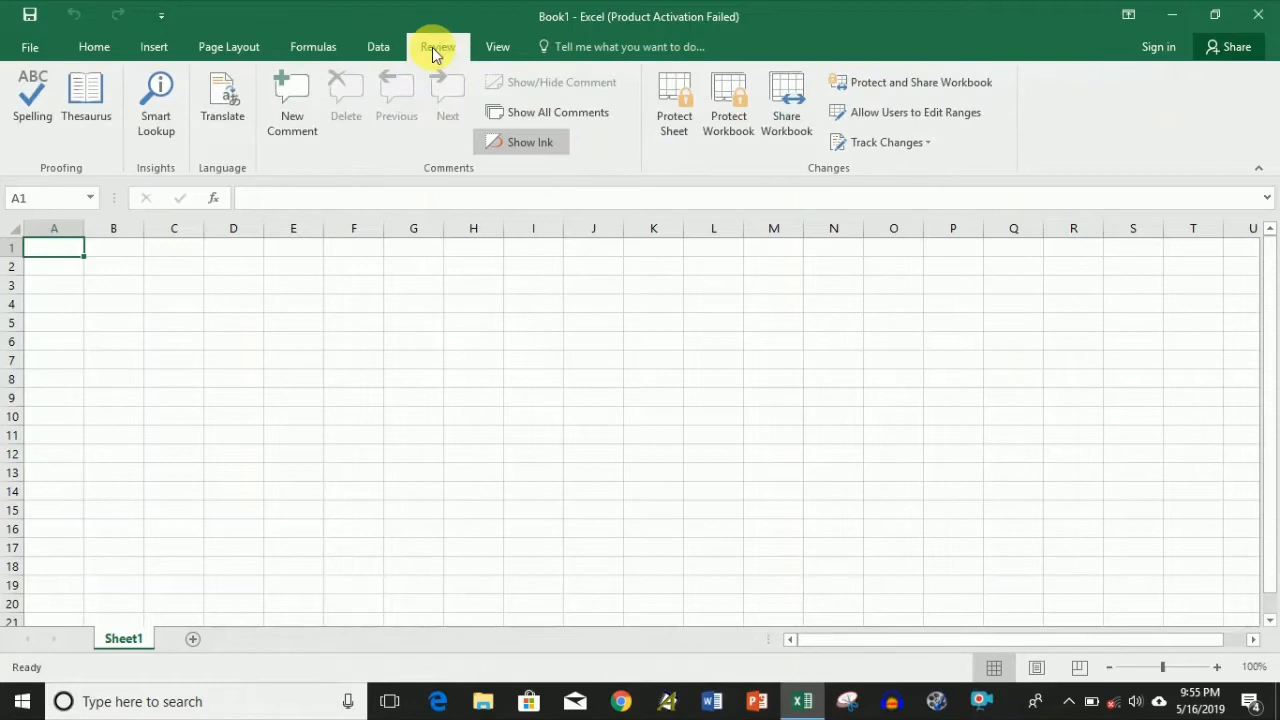 Book1 - Excel (Product Activation Failed)
File Home Insert Page Layout Formulas Data Review View Tell me what you want to do... Sign in Share
ABC
Spelling Thesaurus
Smart Lookup
Translate
New Comment
Delete Previous Next
Show/Hide Comment
Show All Comments
Show Ink
Protect Sheet
Protect Workbook
Share Workbook
Protect and Share Workbook
Allow Users to Edit Ranges
Track Changes
Proofing Insights Language Comments Changes
A1 fx
A B C D E F G H I J K L M N O P Q R S T U
1
2
3
4
5
6
7
8
9
10
11
12
13
14
15
16
17
18
19
20
21
Sheet1
Ready 100%
Type here to search
9:55 PM
5/16/2019
4